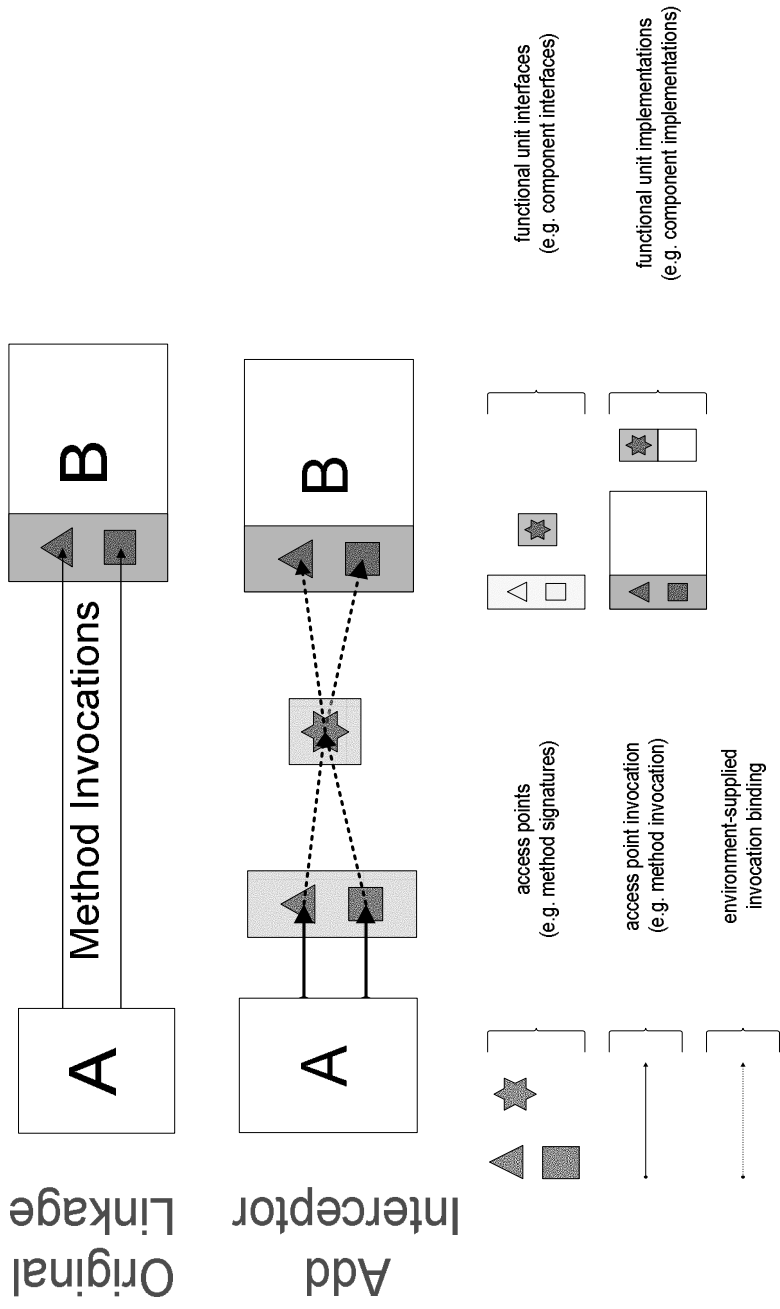 Original
Linkage
A
Method Invocations
B
Add
Interceptor
A
B
access points
(e.g. method signatures)
functional unit interfaces
(e.g. component interfaces)
access point invocation
(e.g. method invocation)
functional unit implementations
(e.g. component implementations)
environment-supplied
invocation binding